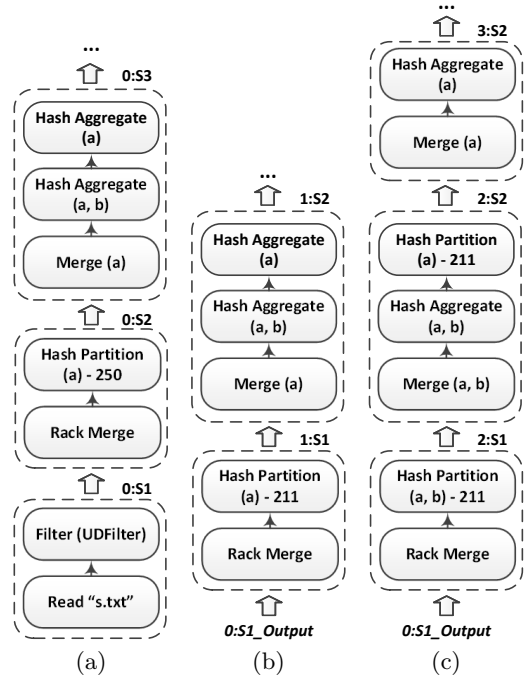 ...
0:S3
Hash Aggregate
(a)
Hash Aggregate
(a, b)
Merge (a)
0:S2
Hash Partition
(a) - 250
Rack Merge
0:S1
Filter (UDFilter)
Read “s.txt”
(a)
...
1:S2
Hash Aggregate
(a)
Hash Aggregate
(a, b)
Merge (a)
1:S1
Hash Partition
(a) - 211
Rack Merge
0:S1_Output
(b)
...
3:S2
Hash Aggregate
(a)
Merge (a)
2:S2
Hash Partition
(a) - 211
Hash Aggregate
(a, b)
Merge (a, b)
2:S1
Hash Partition
(a, b) - 211
Rack Merge
0:S1_Output
(c)